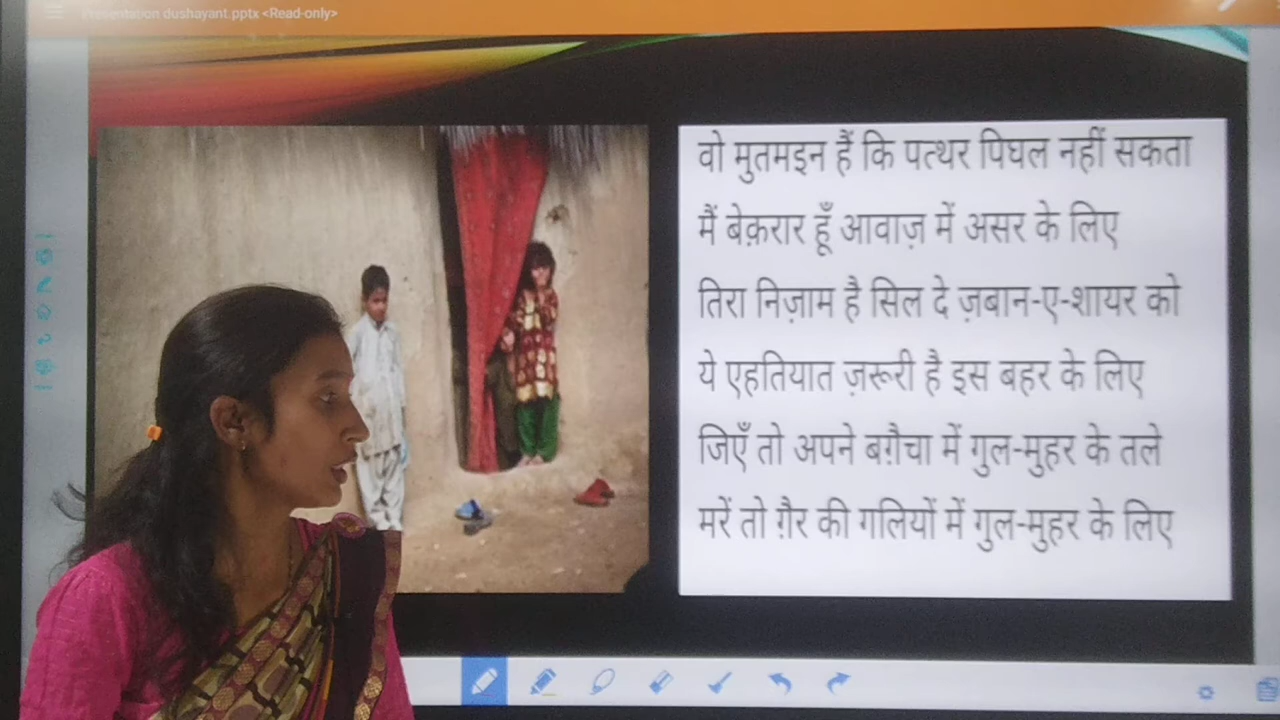 Presentation dushayant.pptx <Read-only>
वो मुतमइन हैं कि पत्थर पिघल नहीं सकता
मैं बेक़रार हूँ आवाज़ में असर के लिए
तिरा निज़ाम है सिल दे ज़बान-ए-शायर को
ये एहतियात ज़रूरी है इस बहर के लिए
जिएँ तो अपने बग़ैचा में गुल-मुहर के तले
मरें तो ग़ैर की गलियों में गुल-मुहर के लिए